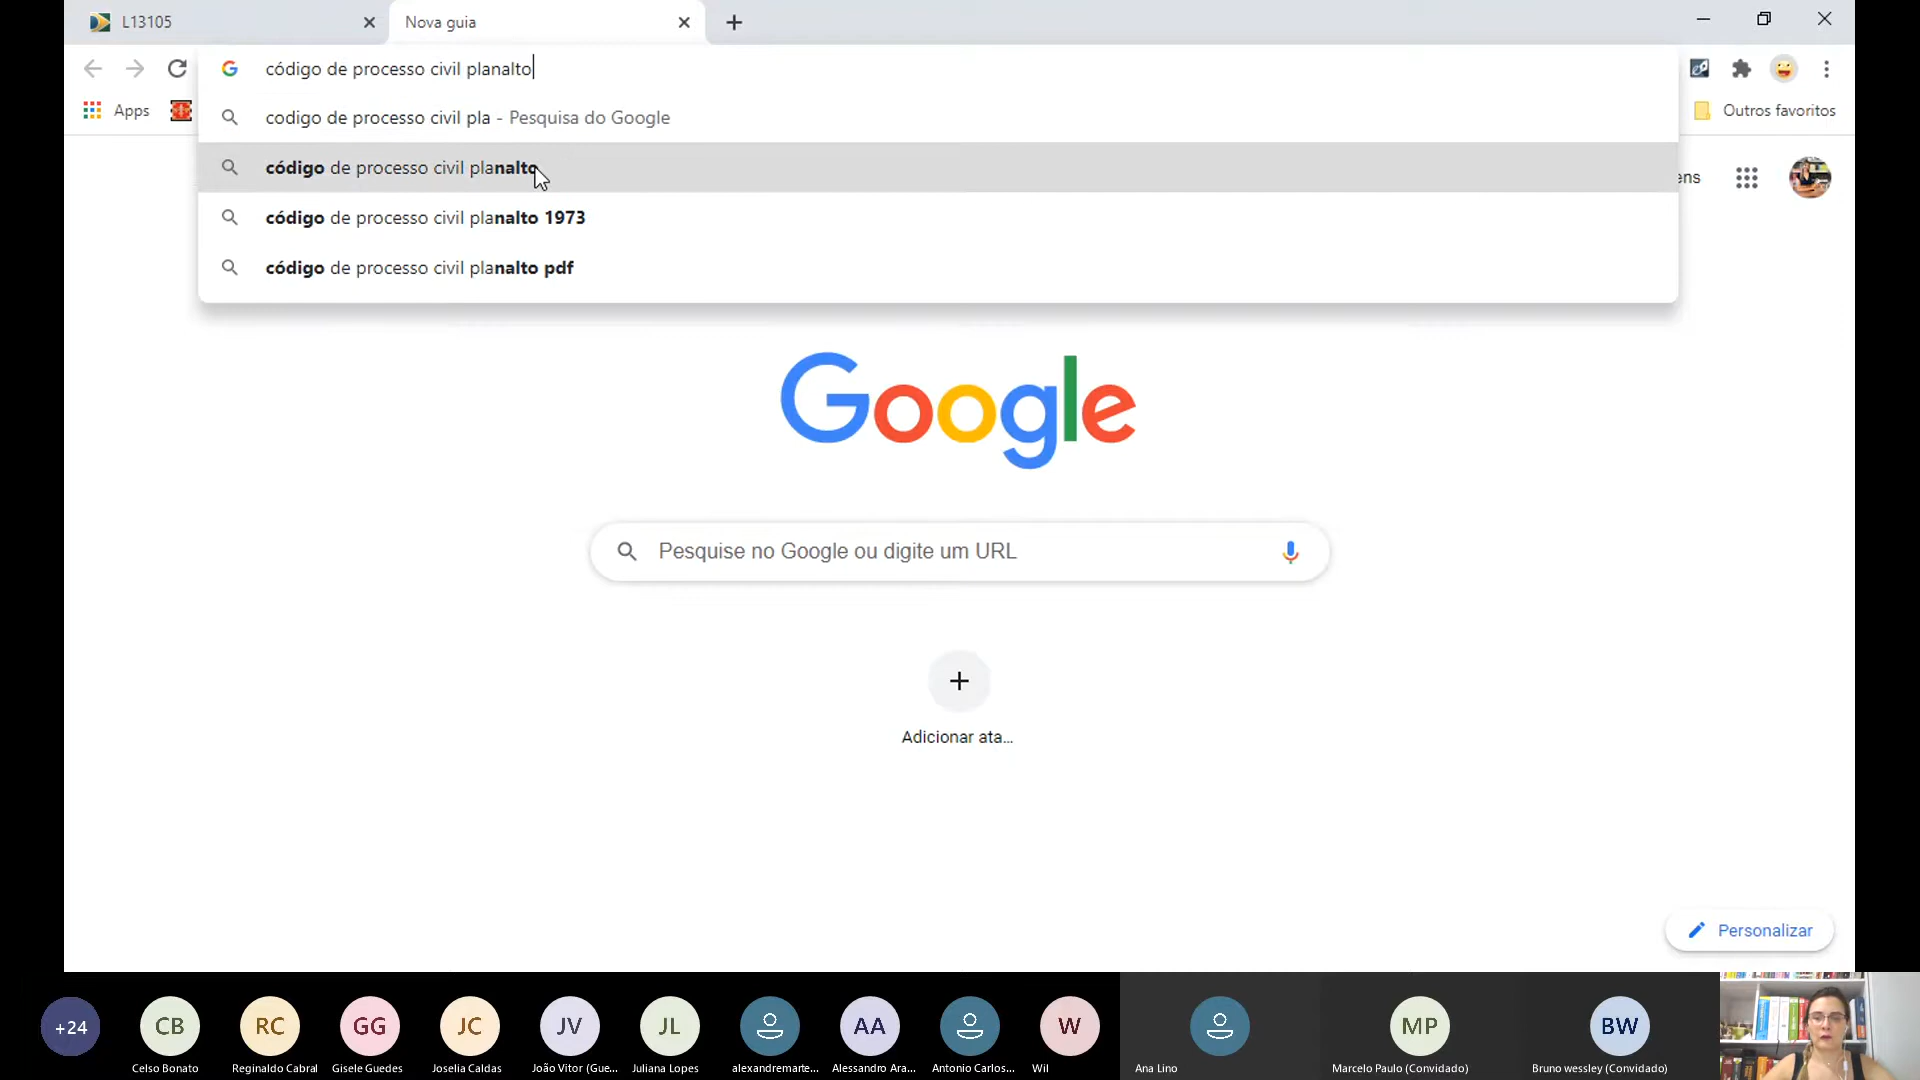 L13105
Nova guia
código de processo civil planalto
codigo de processo civil pla - Pesquisa do Google
Apps
Outros favoritos
código de processo civil planalto
ens
código de processo civil planalto 1973
código de processo civil planalto pdf
Google
Pesquise no Google ou digite um URL
Adicionar ata...
Personalizar
+24
CB
RC
GG
JC
JV
JL
AA
W
MP
BW
Celso Bonato
Reginaldo Cabral
Gisele Guedes
Joselia Caldas
João Vitor (Gue...
Juliana Lopes
alexandremarte...
Alessandro Ara...
Antonio Carlos...
Wil
Ana Lino
Marcelo Paulo (Convidado)
Bruno wessley (Convidado)